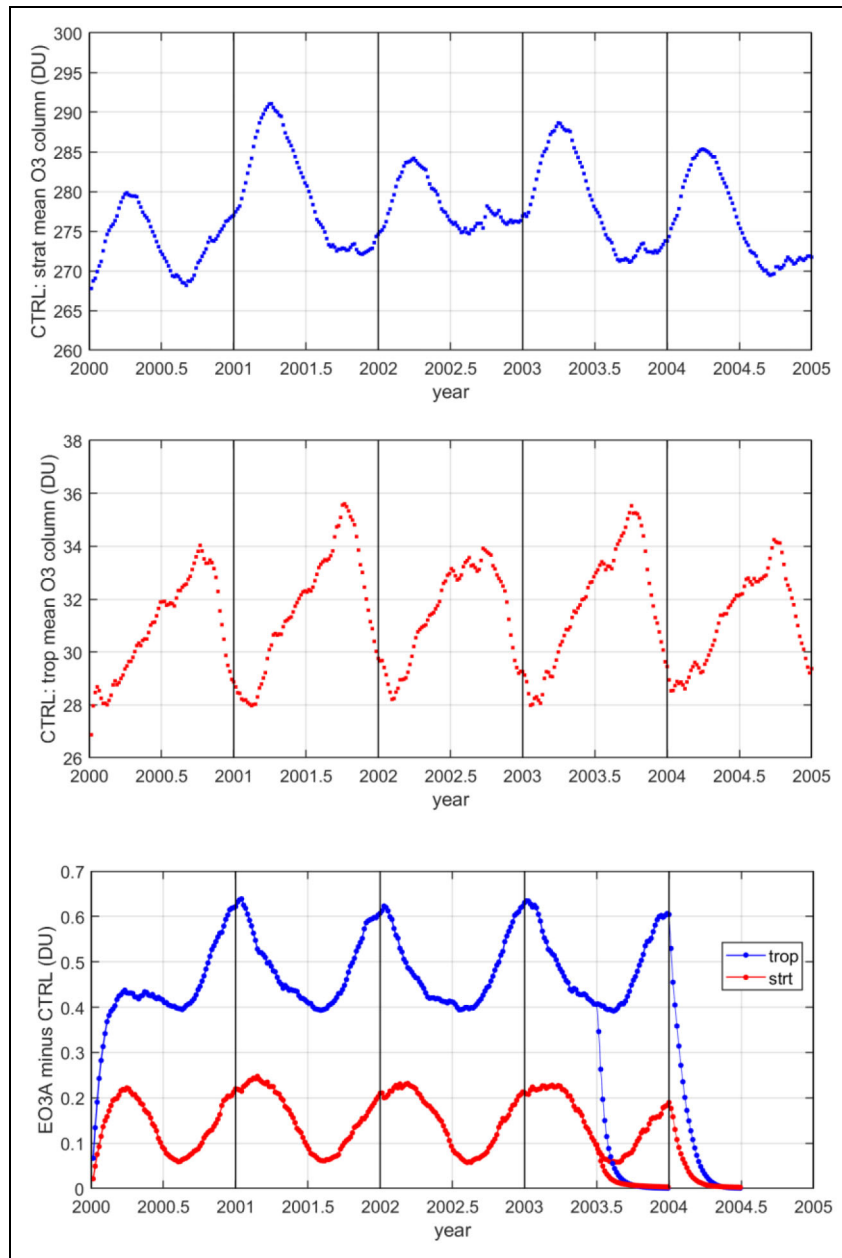 CTRL: strat mean O3 column (DU)
300
295
290
285
280
275
270
265
260
2000 2000.5 2001 2001.5 2002 2002.5 2003 2003.5 2004 2004.5 2005
year
CTRL: trop mean O3 column (DU)
38
36
34
32
30
28
26
2000 2000.5 2001 2001.5 2002 2002.5 2003 2003.5 2004 2004.5 2005
year
EO3A minus CTRL (DU)
0.7
0.6
0.5
0.4
0.3
0.2
0.1
0
trop
strt
2000 2000.5 2001 2001.5 2002 2002.5 2003 2003.5 2004 2004.5 2005
year